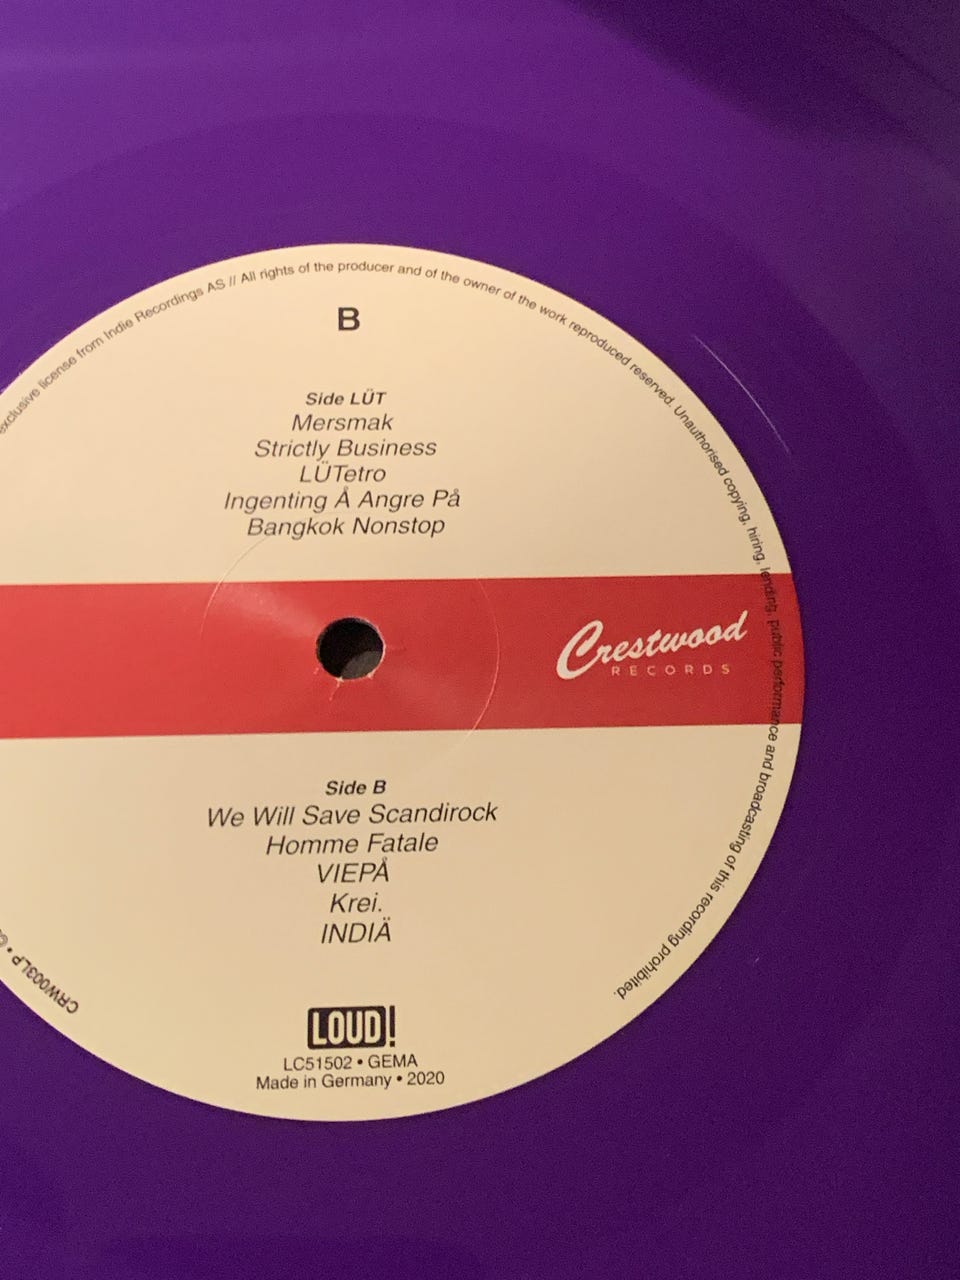 exclusive license from Indie Recordings AS // All rights of the producer and of the owner of the work reproduced reserved. Unauthorised copying, hiring, lending, public performance and broadcasting of this recording prohibited.
B
Side LÜT
Mersmak
Strictly Business
LÜTetro
Ingenting Å Angre På
Bangkok Nonstop
Crestwood
RECORDS
Side B
We Will Save Scandirock
Homme Fatale
VIEPÅ
Krei.
INDIÄ
CRW003LP •
LOUD!
LC51502 • GEMA
Made in Germany • 2020